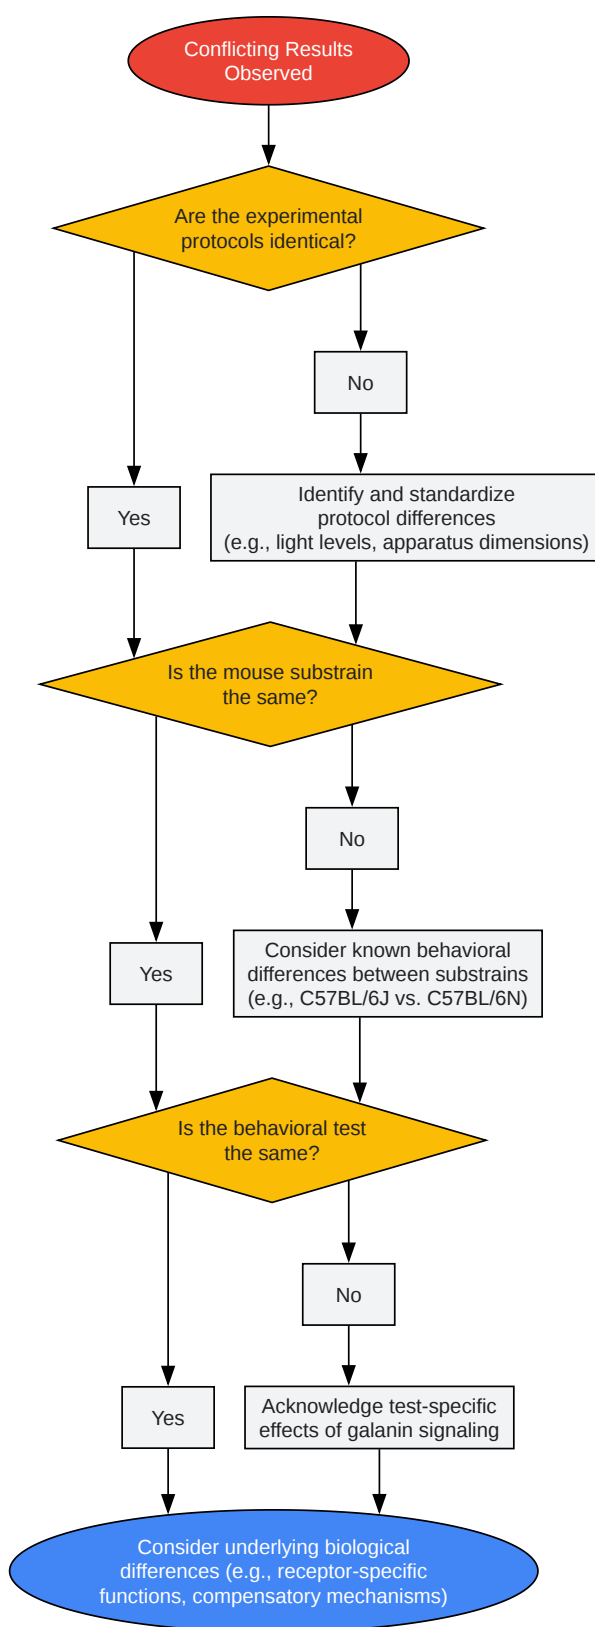 Conflicting Results
Observed
Are the experimental
protocols identical?
No
Identify and standardize
protocol differences
(e.g., light levels, apparatus dimensions)
Yes
Is the mouse substrain
the same?
No
Consider known behavioral
differences between substrains
(e.g., C57BL/6J vs. C57BL/6N)
Yes
Is the behavioral test
the same?
No
Acknowledge test-specific
effects of galanin signaling
Yes
Consider underlying biological
differences (e.g., receptor-specific
functions, compensatory mechanisms)